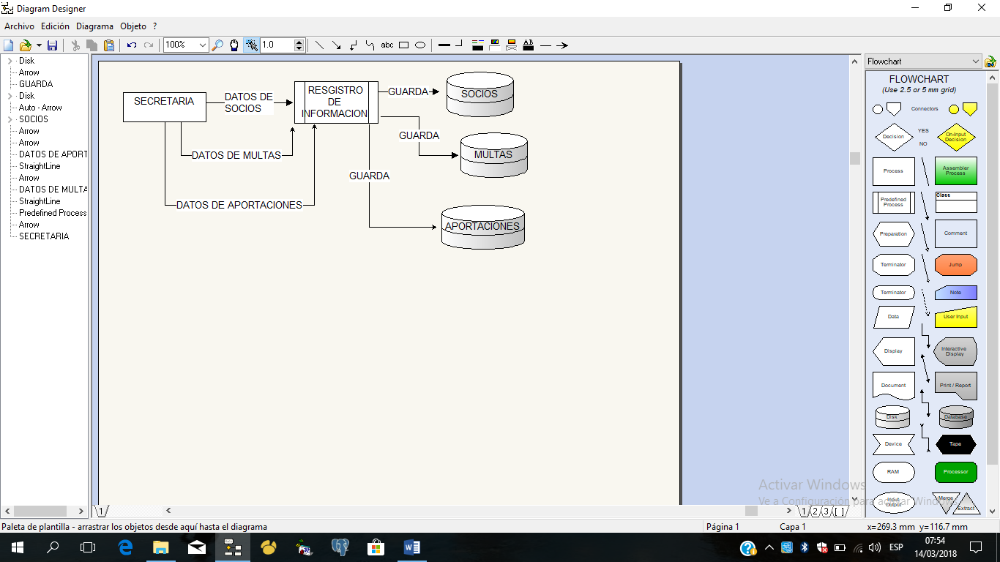 Diagram Designer
Archivo Edición Diagrama Objeto ?
100%
1.0
abc
AB
Flowchart
Disk
Arrow
GUARDA
Disk
Auto - Arrow
SOCIOS
Arrow
Arrow
DATOS DE APORT
StraightLine
Arrow
DATOS DE MULTA
StraightLine
Predefined Process
Arrow
SECRETARIA
SECRETARIA
DATOS DE
SOCIOS
RESGISTRO
DE
INFORMACION
GUARDA
SOCIOS
GUARDA
MULTAS
DATOS DE MULTAS
GUARDA
DATOS DE APORTACIONES
APORTACIONES
FLOWCHART
(Use 2.5 or 5 mm grid)
Connectors
Decision
YES
NO
On-Input
Decision
Process
Assembler
Process
Predefined
Process
Class
Preparation
Comment
Terminator
Jump
Terminator
Note
Data
User Input
Display
Interactive
Display
Document
Print / Report
Disk
Database
Device
Tape
RAM
Processor
Input
Output
Merge
Extract
Activar Windows
Ve a Configuración para activar Windows.
1
1 2 3 [ ]
Paleta de plantilla - arrastrar los objetos desde aquí hasta el diagrama
Página 1
Capa 1
x=269.3 mm y=116.7 mm
ESP
07:54
14/03/2018